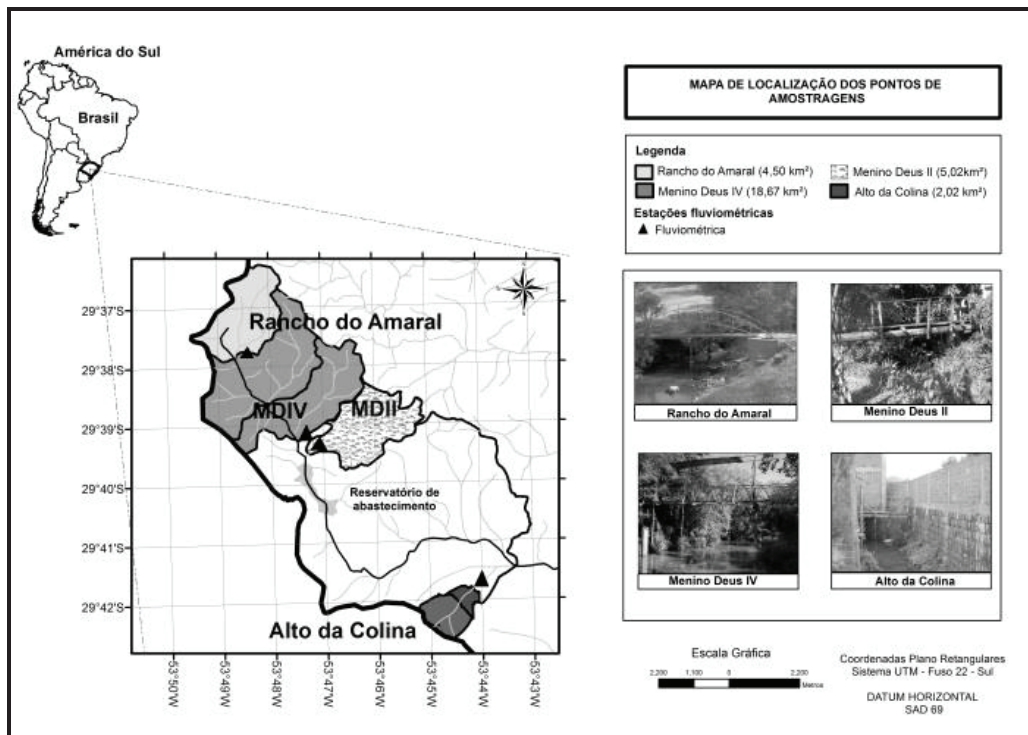 América do Sul
Brasil
MAPA DE LOCALIZAÇÃO DOS PONTOS DE
AMOSTRAGENS
Legenda
Rancho do Amaral (4,50 km²)
Menino Deus II (5,02km²)
Menino Deus IV (18,67 km²)
Alto da Colina (2,02 km²)
Estações fluviométricas
Fluviométrica
29°37'S
29°38'S
29°39'S
29°40'S
29°41'S
29°42'S
Rancho do Amaral
MDIV
MDII
Reservatório de
abastecimento
Alto da Colina
53°50'W
53°49'W
53°48'W
53°47'W
53°46'W
53°45'W
53°44'W
53°43'W
Rancho do Amaral
Menino Deus II
Menino Deus IV
Alto da Colina
Escala Gráfica
2,200 1,100 0 2,200
Metros
Coordenadas Plano Retangulares
Sistema UTM - Fuso 22 - Sul
DATUM HORIZONTAL
SAD 69